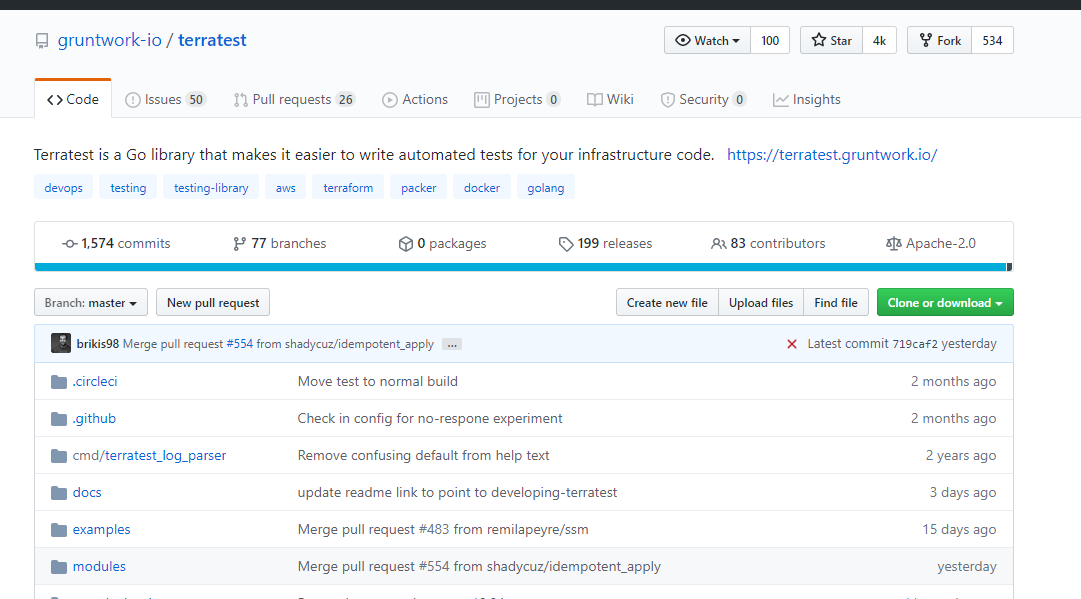 gruntwork-io / terratest Watch 100 Star 4k Fork 534
Code Issues 50 Pull requests 26 Actions Projects 0 Wiki Security 0 Insights
Terratest is a Go library that makes it easier to write automated tests for your infrastructure code. https://terratest.gruntwork.io/
devops testing testing-library aws terraform packer docker golang
1,574 commits 77 branches 0 packages 199 releases 83 contributors Apache-2.0
Branch: master New pull request Create new file Upload files Find file Clone or download
brikis98 Merge pull request #554 from shadycuz/idempotent_apply ... Latest commit 719caf2 yesterday
.circleci Move test to normal build 2 months ago
.github Check in config for no-respone experiment 2 months ago
cmd/terratest_log_parser Remove confusing default from help text 2 years ago
docs update readme link to point to developing-terratest 3 days ago
examples Merge pull request #483 from remilapeyre/ssm 15 days ago
modules Merge pull request #554 from shadycuz/idempotent_apply yesterday